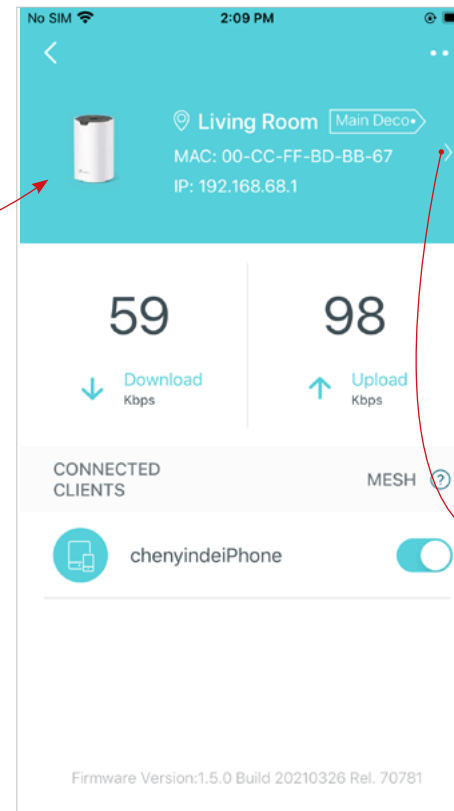 No SIM 2:09 PM
Living Room Main Deco
MAC: 00-CC-FF-BD-BB-67
IP: 192.168.68.1
59 98
Download Upload
Kbps Kbps
CONNECTED
CLIENTS
MESH ?
chenyindeiPhone
Firmware Version:1.5.0 Build 20210326 Rel. 70781